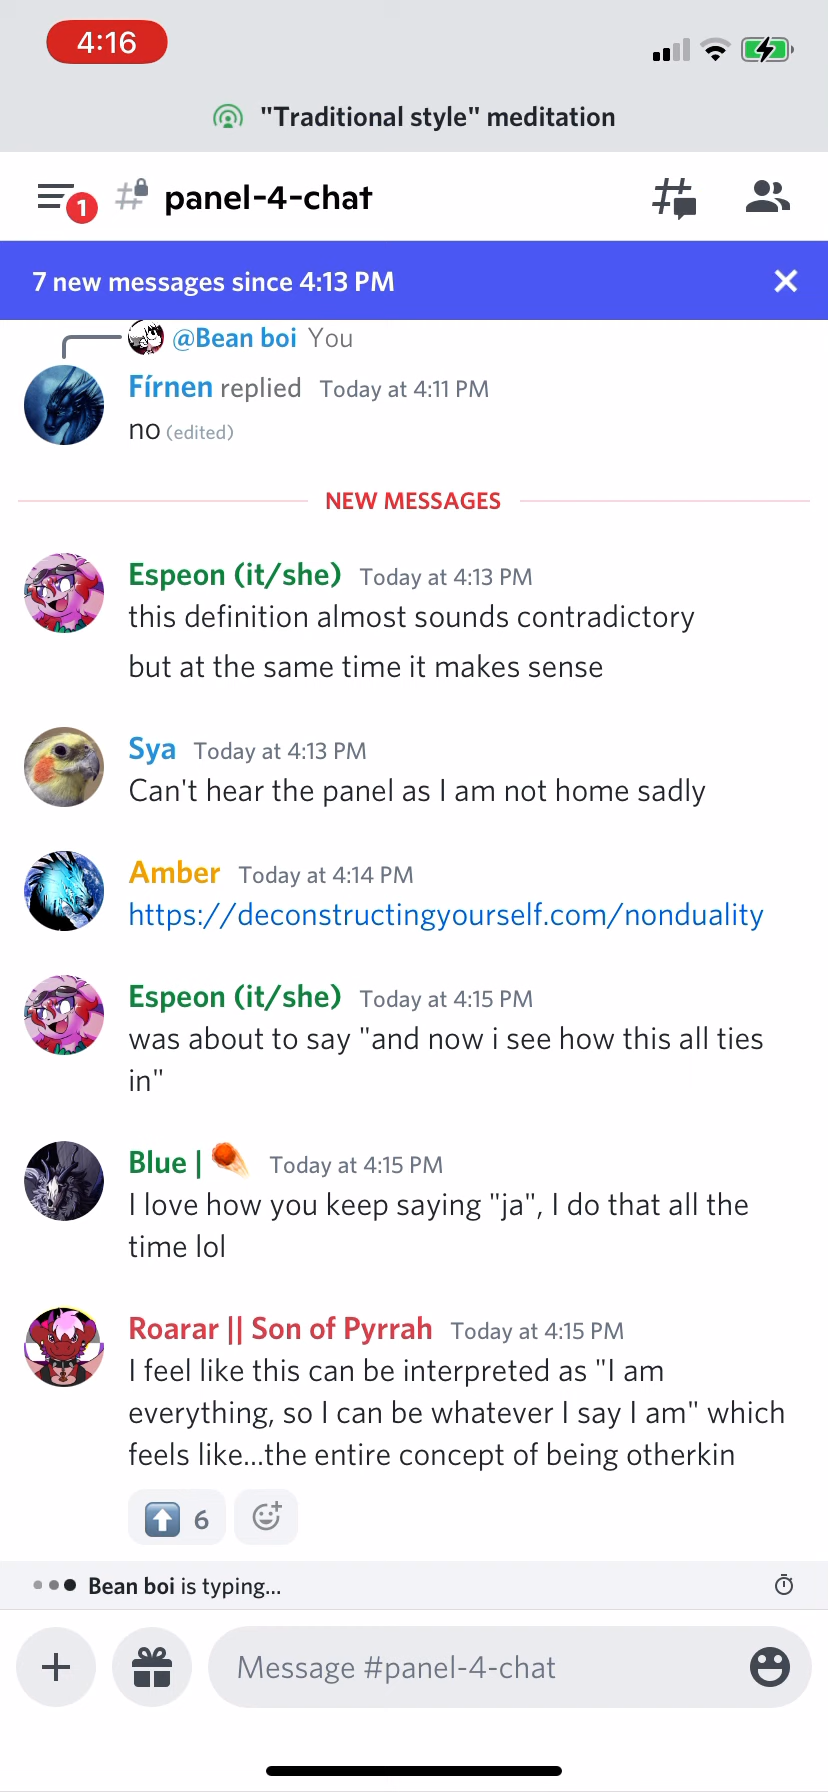 4:16
"Traditional style" meditation
1
panel-4-chat
7 new messages since 4:13 PM
@Bean boi You
Fírnen replied Today at 4:11 PM
no (edited)
NEW MESSAGES
Espeon (it/she) Today at 4:13 PM
this definition almost sounds contradictory
but at the same time it makes sense
Sya Today at 4:13 PM
Can't hear the panel as I am not home sadly
Amber Today at 4:14 PM
https://deconstructingyourself.com/nonduality
Espeon (it/she) Today at 4:15 PM
was about to say "and now i see how this all ties
in"
Blue | Today at 4:15 PM
I love how you keep saying "ja", I do that all the
time lol
Roarar || Son of Pyrrah Today at 4:15 PM
I feel like this can be interpreted as "I am
everything, so I can be whatever I say I am" which
feels like...the entire concept of being otherkin
6
Bean boi is typing...
Message #panel-4-chat